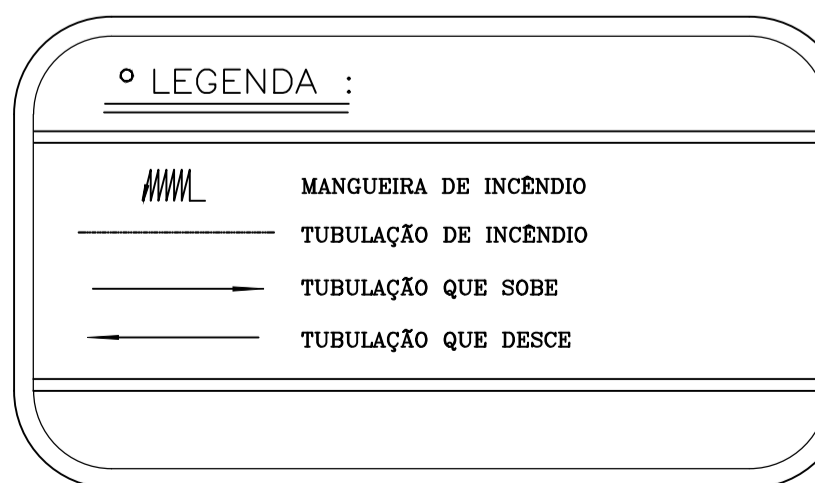 ° LEGENDA :
MANGUEIRA DE INCÊNDIO
TUBULAÇÃO DE INCÊNDIO
TUBULAÇÃO QUE SOBE
TUBULAÇÃO QUE DESCE